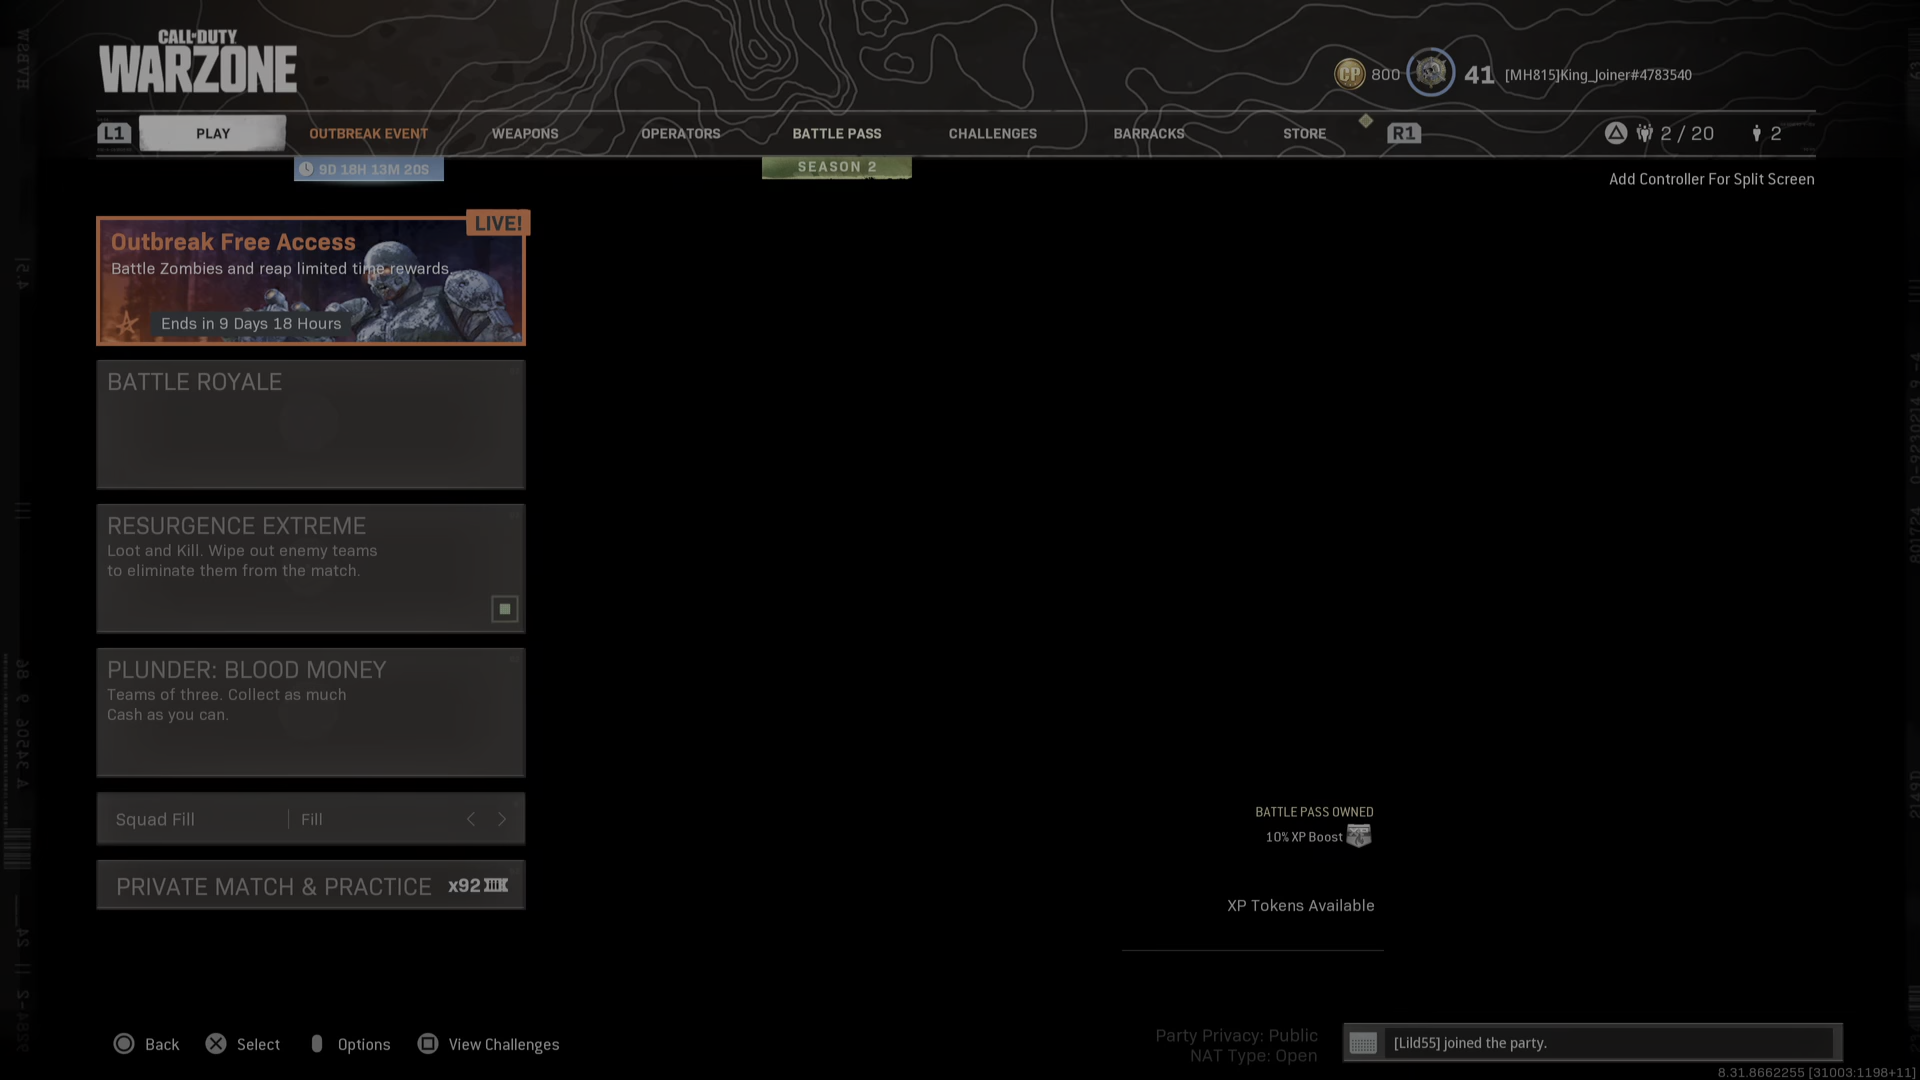 CALL OF DUTY
WARZONE
CP 800 41 [MH815]King_Joiner#4783540
L1 PLAY OUTBREAK EVENT WEAPONS OPERATORS BATTLE PASS CHALLENGES BARRACKS STORE R1 2 / 20 2
9D 18H 13M 20S SEASON 2
Add Controller For Split Screen
LIVE!
Outbreak Free Access
Battle Zombies and reap limited time rewards.
Ends in 9 Days 18 Hours
BATTLE ROYALE
RESURGENCE EXTREME
Loot and Kill. Wipe out enemy teams
to eliminate them from the match.
PLUNDER: BLOOD MONEY
Teams of three. Collect as much
Cash as you can.
Squad Fill Fill
PRIVATE MATCH & PRACTICE x92
BATTLE PASS OWNED
10% XP Boost
XP Tokens Available
Back Select Options View Challenges
Party Privacy: Public
NAT Type: Open
[Lild55] joined the party.
8.31.8662255 [31003:1198+11]